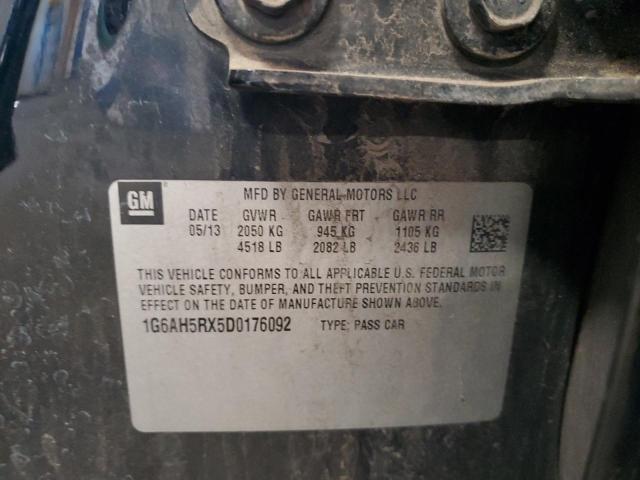 GM
MFD BY GENERAL MOTORS LLC
DATE GVWR GAWR FRT GAWR RR
05/13 2050 KG 945 KG 1105 KG
4518 LB 2082 LB 2436 LB
THIS VEHICLE CONFORMS TO ALL APPLICABLE U.S. FEDERAL MOTOR
VEHICLE SAFETY, BUMPER, AND THEFT PREVENTION STANDARDS
IN EFFECT ON THE DATE OF MANUFACTURE SHOWN ABOVE.
1G6AH5RX5D0176092 TYPE: PASS CAR